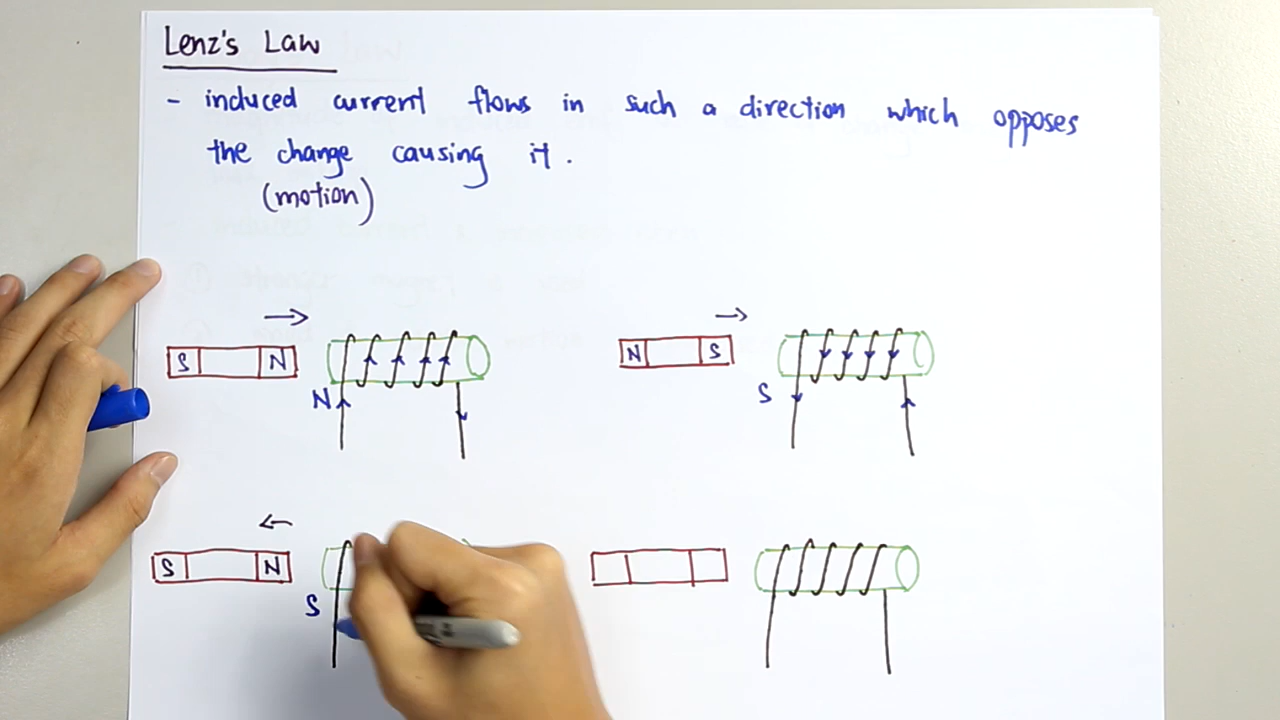 Lenz's Law
- induced current flows in such a direction which opposes
the change causing it.
(motion)
S N
N
N S
S
S N
S